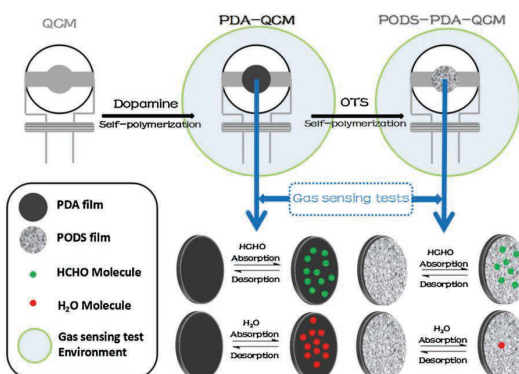 QCM
PDA-QCM
PODS-PDA-QCM
Dopamine
Self-polymerization
OTS
Self-polymerization
Gas sensing tests
PDA film
PODS film
HCHO Molecule
H₂O Molecule
Gas sensing test
Environment
HCHO
Absorption
Desorption
HCHO
Absorption
Desorption
H₂O
Absorption
Desorption
H₂O
Absorption
Desorption